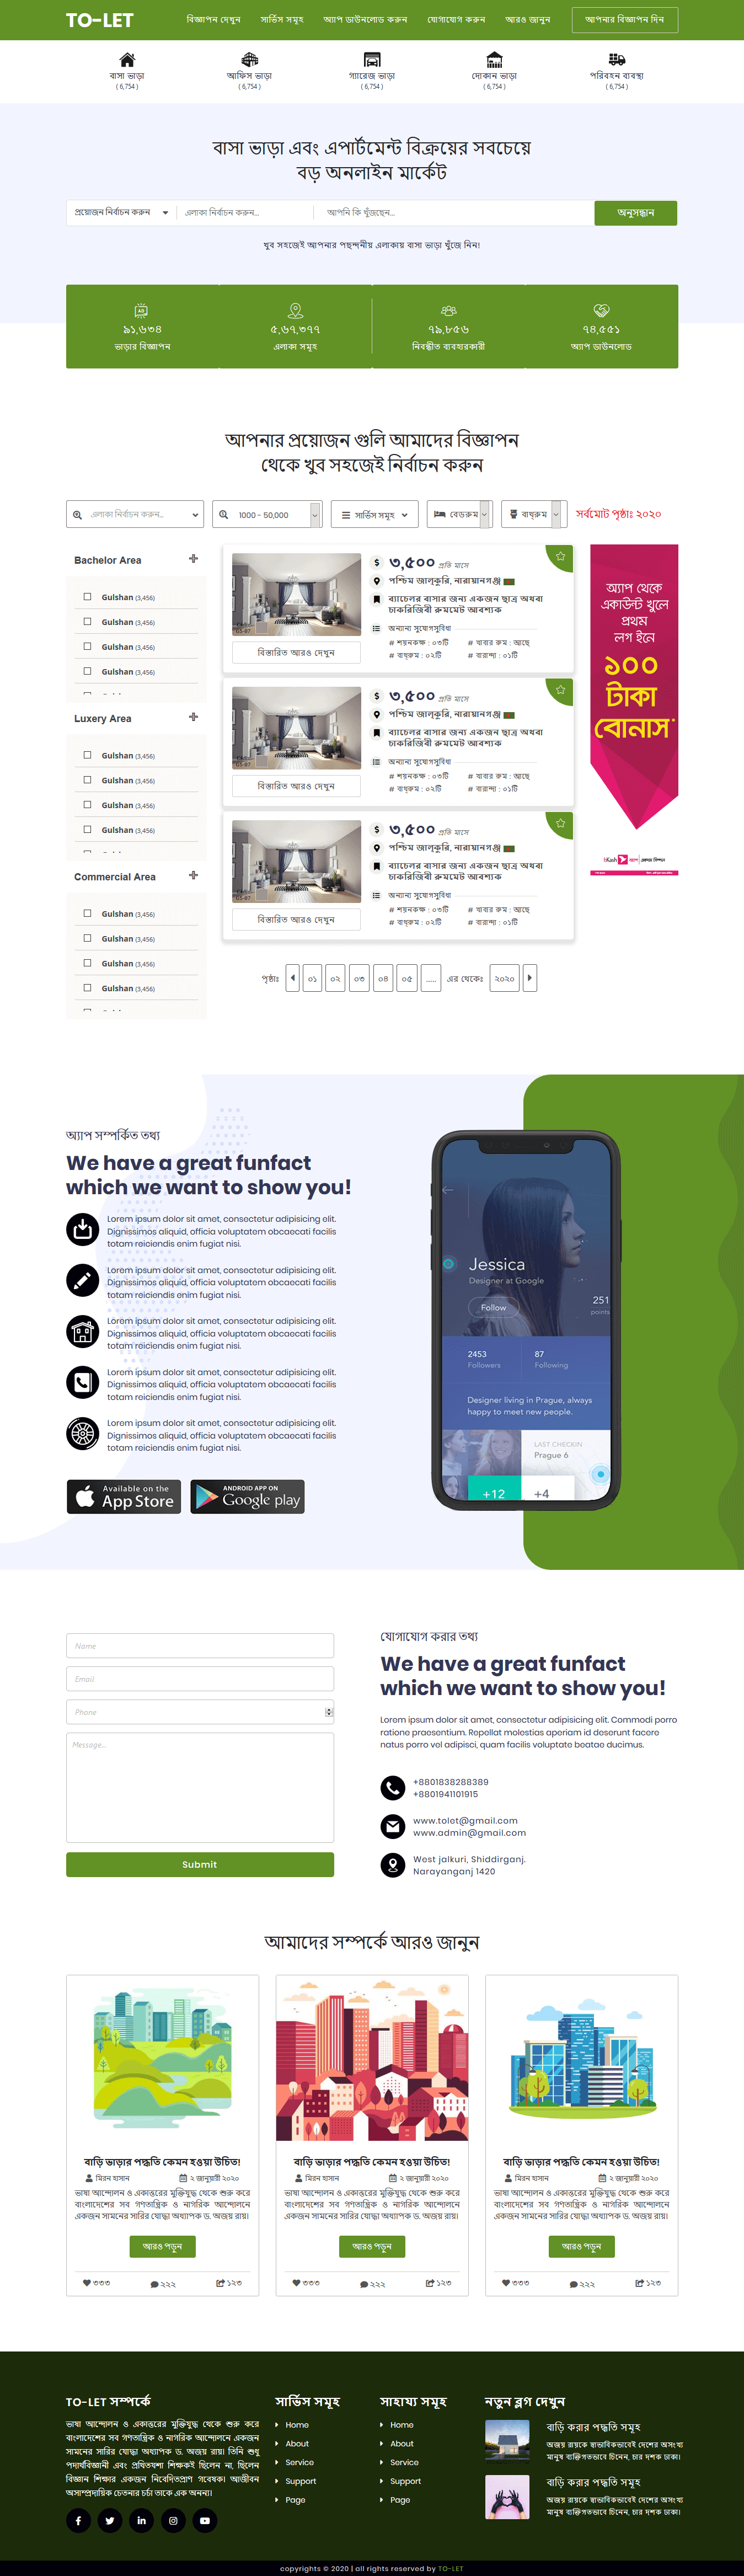 TO-LET
বিজ্ঞাপন দেখুন
সার্ভিস সমূহ
অ্যাপ ডাউনলোড করুন
যোগাযোগ করুন
আরও জানুন
আপনার বিজ্ঞাপন দিন
বাসা ভাড়া
( 6,754 )
আফিস ভাড়া
( 6,754 )
গ্যারেজ ভাড়া
( 6,754 )
দোকান ভাড়া
( 6,754 )
পরিবহন ব্যবস্থা
( 6,754 )
বাসা ভাড়া এবং এপার্টমেন্ট বিক্রয়ের সবচেয়ে
বড় অনলাইন মার্কেট
প্রয়োজন নির্বাচন করুন
এলাকা নির্বাচন করুন...
আপনি কি খুঁজছেন...
অনুসন্ধান
খুব সহজেই আপনার পছন্দনীয় এলাকায় বাসা ভাড়া খুঁজে নিন!
৯১,৬৩৪
ভাড়ার বিজ্ঞাপন
৫,৬৭,৩৭৭
এলাকা সমূহ
৭৯,৮৫৬
নিবন্ধীত ব্যবহারকারী
৭৪,৫৫১
অ্যাপ ডাউনলোড
আপনার প্রয়োজন গুলি আমাদের বিজ্ঞাপন
থেকে খুব সহজেই নির্বাচন করুন
এলাকা নির্বাচন করুন..
1000 - 50,000
সার্ভিস সমূহ
বেডরুম
বাথ্রুম
সর্বমোট পৃষ্ঠাঃ ২০২০
Bachelor Area
Gulshan (3,456)
Gulshan (3,456)
Gulshan (3,456)
Gulshan (3,456)
Luxery Area
Gulshan (3,456)
Gulshan (3,456)
Gulshan (3,456)
Gulshan (3,456)
Commercial Area
Gulshan (3,456)
Gulshan (3,456)
Gulshan (3,456)
Gulshan (3,456)
৩,৫০০ প্রতি মাসে
পশ্চিম জাল্কুরি, নারায়ানগঞ্জ
ব্যাচেলর বাসার জন্য একজন ছাত্র অথবা
চাকরিজিবী রুমমেট আবশ্যক
অন্যান্য সুযোগসুবিধা
# শয়নকক্ষ : ০৩টি
# খাবার রুম : আছে
# বাথ্রুম : ০২টি
# বারান্দা : ০১টি
বিস্তারিত আরও দেখুন
৩,৫০০ প্রতি মাসে
পশ্চিম জাল্কুরি, নারায়ানগঞ্জ
ব্যাচেলর বাসার জন্য একজন ছাত্র অথবা
চাকরিজিবী রুমমেট আবশ্যক
অন্যান্য সুযোগসুবিধা
# শয়নকক্ষ : ০৩টি
# খাবার রুম : আছে
# বাথ্রুম : ০২টি
# বারান্দা : ০১টি
বিস্তারিত আরও দেখুন
৩,৫০০ প্রতি মাসে
পশ্চিম জাল্কুরি, নারায়ানগঞ্জ
ব্যাচেলর বাসার জন্য একজন ছাত্র অথবা
চাকরিজিবী রুমমেট আবশ্যক
অন্যান্য সুযোগসুবিধা
# শয়নকক্ষ : ০৩টি
# খাবার রুম : আছে
# বাথ্রুম : ০২টি
# বারান্দা : ০১টি
বিস্তারিত আরও দেখুন
অ্যাপ থেকে
একাউন্ট খুলে
প্রথম
লগ ইনে
১০০
টাকা
বোনাস*
bKash
পৃষ্ঠাঃ
০১
০২
০৩
০৪
০৫
.....
এর থেকেঃ
২০২০
অ্যাপ সম্পর্কিত তথ্য
We have a great funfact
which we want to show you!
Lorem ipsum dolor sit amet, consectetur adipisicing elit.
Dignissimos aliquid, officia voluptatem obcaecati facilis
totam reiciendis enim fugiat nisi.
Lorem ipsum dolor sit amet, consectetur adipisicing elit.
Dignissimos aliquid, officia voluptatem obcaecati facilis
totam reiciendis enim fugiat nisi.
Lorem ipsum dolor sit amet, consectetur adipisicing elit.
Dignissimos aliquid, officia voluptatem obcaecati facilis
totam reiciendis enim fugiat nisi.
Lorem ipsum dolor sit amet, consectetur adipisicing elit.
Dignissimos aliquid, officia voluptatem obcaecati facilis
totam reiciendis enim fugiat nisi.
Lorem ipsum dolor sit amet, consectetur adipisicing elit.
Dignissimos aliquid, officia voluptatem obcaecati facilis
totam reiciendis enim fugiat nisi.
Available on the
App Store
ANDROID APP ON
Google play
Jessica
Designer at Google
Follow
251
points
2453
Followers
87
Following
Designer living in Prague, always
happy to meet new people.
LAST CHECKIN
Prague 6
+12
+4
Name
Email
Phone
Message...
Submit
যোগাযোগ করার তথ্য
We have a great funfact
which we want to show you!
Lorem ipsum dolor sit amet, consectetur adipisicing elit. Commodi porro
ratione praesentium. Repellat molestias aperiam id deserunt facere
natus porro vel adipisci, quam facilis voluptate beatae ducimus.
+8801838288389
+8801941101915
www.tolet@gmail.com
www.admin@gmail.com
West jalkuri, Shiddirganj.
Narayanganj 1420
আমাদের সম্পর্কে আরও জানুন
বাড়ি ভাড়ার পদ্ধতি কেমন হওয়া উচিত!
মিরন হাসান
২ জানুয়ারী ২০২০
ভাষা আন্দোলন ও একাত্তরের মুক্তিযুদ্ধ থেকে শুরু করে
বাংলাদেশের সব গণতান্ত্রিক ও নাগরিক আন্দোলনে
একজন সামনের সারির যোদ্ধা অধ্যাপক ড. অজয় রায়।
আরও পড়ুন
৩৩৩
২২২
১২৩
বাড়ি ভাড়ার পদ্ধতি কেমন হওয়া উচিত!
মিরন হাসান
২ জানুয়ারী ২০২০
ভাষা আন্দোলন ও একাত্তরের মুক্তিযুদ্ধ থেকে শুরু করে
বাংলাদেশের সব গণতান্ত্রিক ও নাগরিক আন্দোলনে
একজন সামনের সারির যোদ্ধা অধ্যাপক ড. অজয় রায়।
আরও পড়ুন
৩৩৩
২২২
১২৩
বাড়ি ভাড়ার পদ্ধতি কেমন হওয়া উচিত!
মিরন হাসান
২ জানুয়ারী ২০২০
ভাষা আন্দোলন ও একাত্তরের মুক্তিযুদ্ধ থেকে শুরু করে
বাংলাদেশের সব গণতান্ত্রিক ও নাগরিক আন্দোলনে
একজন সামনের সারির যোদ্ধা অধ্যাপক ড. অজয় রায়।
আরও পড়ুন
৩৩৩
২২২
১২৩
TO-LET সম্পর্কে
ভাষা আন্দোলন ও একাত্তরের মুক্তিযুদ্ধ থেকে শুরু করে
বাংলাদেশের সব গণতান্ত্রিক ও নাগরিক আন্দোলনে একজন
সামনের সারির যোদ্ধা অধ্যাপক ড. অজয় রায়। তিনি শুধু
পদার্থবিজ্ঞানী এবং প্রথিতযশা শিক্ষকই ছিলেন না, ছিলেন
বিজ্ঞান শিক্ষার একজন নিবেদিতপ্রাণ গবেষক। আজীবন
অসাম্প্রদায়িক চেতনার চর্চা তাকে এক অনন্য।
সার্ভিস সমূহ
Home
About
Service
Support
Page
সাহায্য সমূহ
Home
About
Service
Support
Page
নতুন ব্লগ দেখুন
বাড়ি করার পদ্ধতি সমূহ
অজয় রায়কে স্বাভাবিকভাবেই দেশের অসংখ্য
মানুষ ব্যক্তিগতভাবে চিনেন, চার দশক ঢাকা।
বাড়ি করার পদ্ধতি সমূহ
অজয় রায়কে স্বাভাবিকভাবেই দেশের অসংখ্য
মানুষ ব্যক্তিগতভাবে চিনেন, চার দশক ঢাকা।
copyrights © 2020 | all rights reserved by TO-LET